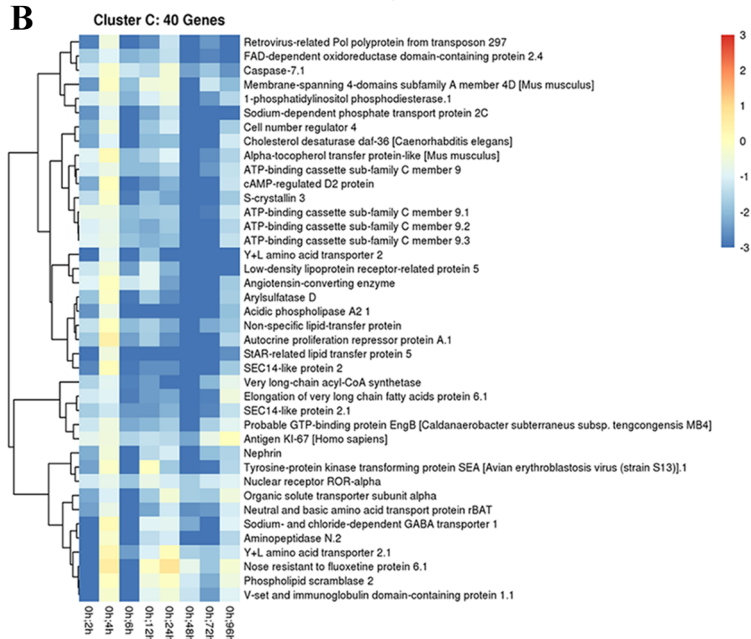 B
Cluster C: 40 Genes
Retrovirus-related Pol polyprotein from transposon 297
FAD-dependent oxidoreductase domain-containing protein 2.4
Caspase-7.1
Membrane-spanning 4-domains subfamily A member 4D [Mus musculus]
1-phosphatidylinositol phosphodiesterase.1
Sodium-dependent phosphate transport protein 2C
Cell number regulator 4
Cholesterol desaturase daf-36 [Caenorhabditis elegans]
Alpha-tocopherol transfer protein-like [Mus musculus]
ATP-binding cassette sub-family C member 9
cAMP-regulated D2 protein
S-crystallin 3
ATP-binding cassette sub-family C member 9.1
ATP-binding cassette sub-family C member 9.2
ATP-binding cassette sub-family C member 9.3
Y+L amino acid transporter 2
Low-density lipoprotein receptor-related protein 5
Angiotensin-converting enzyme
Arylsulfatase D
Acidic phospholipase A2 1
Non-specific lipid-transfer protein
Autocrine proliferation repressor protein A.1
StAR-related lipid transfer protein 5
SEC14-like protein 2
Very long-chain acyl-CoA synthetase
Elongation of very long chain fatty acids protein 6.1
SEC14-like protein 2.1
Probable GTP-binding protein EngB [Caldanaerobacter subterraneus subsp. tengcongensis MB4]
Antigen KI-67 [Homo sapiens]
Nephrin
Tyrosine-protein kinase transforming protein SEA [Avian erythroblastosis virus (strain S13)].1
Nuclear receptor ROR-alpha
Organic solute transporter subunit alpha
Neutral and basic amino acid transport protein rBAT
Sodium- and chloride-dependent GABA transporter 1
Aminopeptidase N.2
Y+L amino acid transporter 2.1
Nose resistant to fluoxetine protein 6.1
Phospholipid scramblase 2
V-set and immunoglobulin domain-containing protein 1.1
0h;2h
0h;4h
0h;6h
0h;12h
0h;24h
0h;48h
0h;72h
0h;96h
3
2
1
0
-1
-2
-3